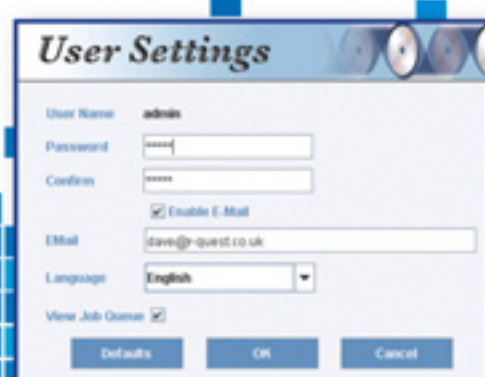 User Settings
User Name admin
Password *****
Confirm *****
Enable E-Mail
EMail dave@r-quest.co.uk
Language English
View Job Queue
Defaults OK Cancel